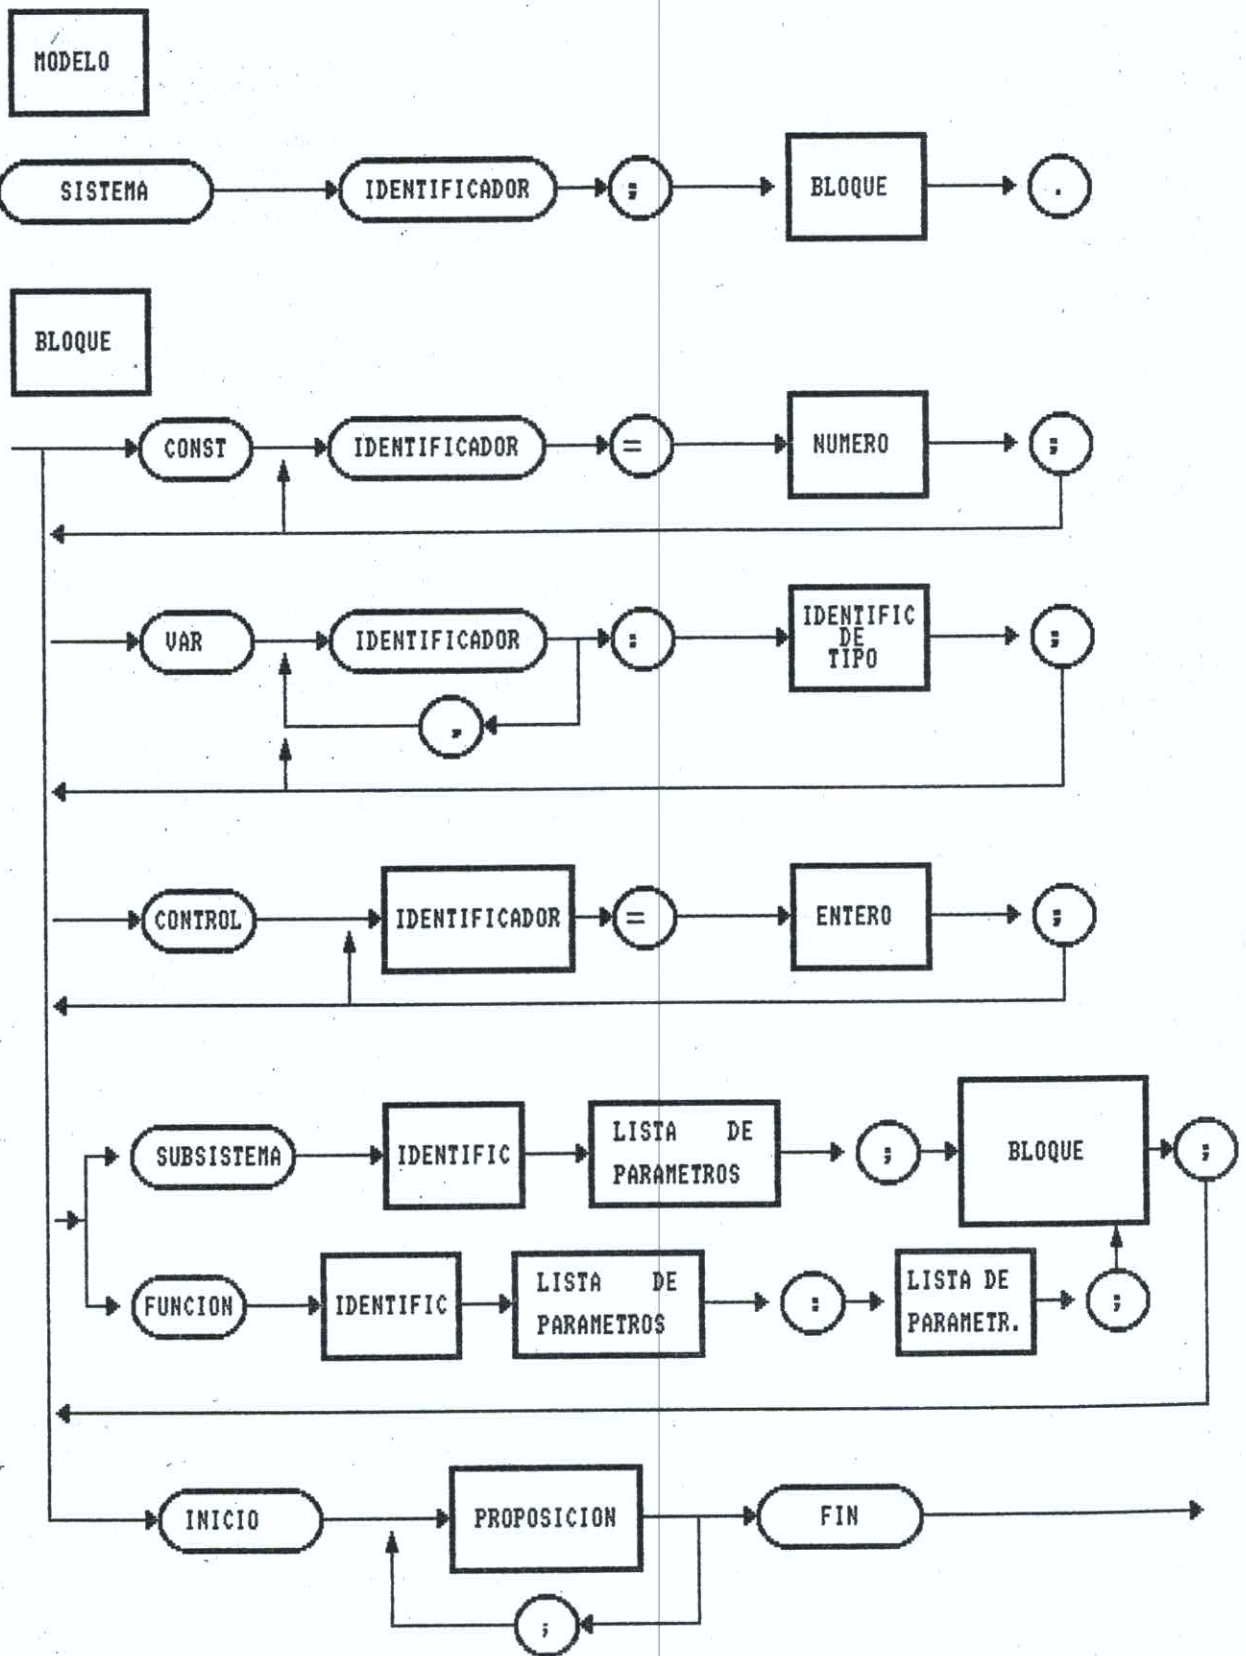 MODELO
SISTEMA IDENTIFICADOR ; BLOQUE .
BLOQUE
CONST IDENTIFICADOR = NUMERO ;
VAR IDENTIFICADOR : IDENTIFIC
DE
TIPO ;
,
CONTROL IDENTIFICADOR = ENTERO ;
SUBSISTEMA IDENTIFIC LISTA DE
PARAMETROS ; BLOQUE ;
FUNCION IDENTIFIC LISTA DE
PARAMETROS : LISTA DE
PARAMETR. ;
INICIO PROPOSICION FIN
;